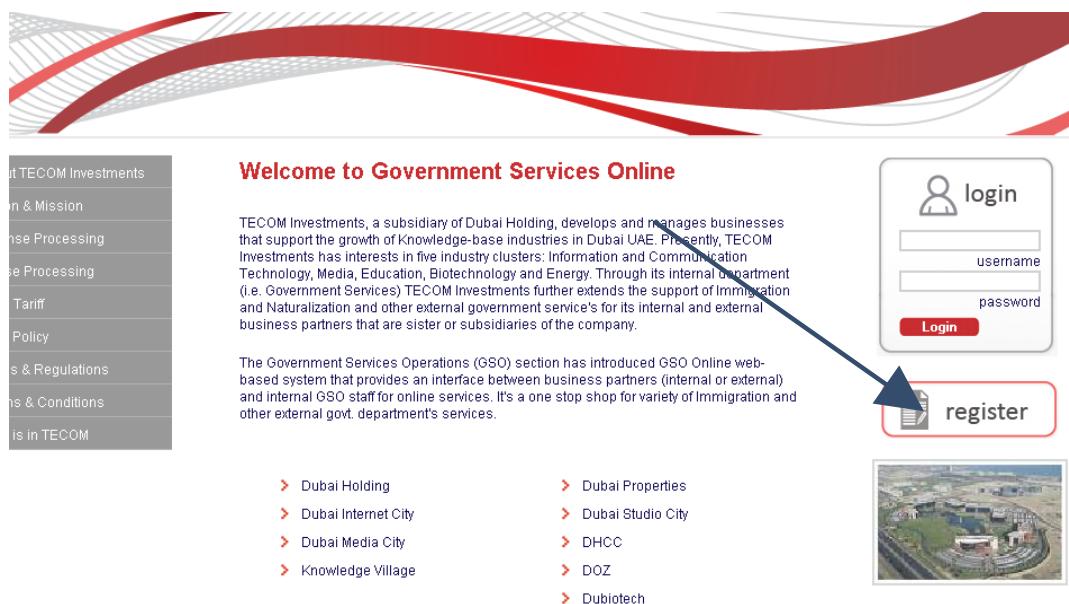 ut TECOM Investments
n & Mission
nse Processing
se Processing
Tariff
Policy
s & Regulations
ns & Conditions
is in TECOM
Welcome to Government Services Online
TECOM Investments, a subsidiary of Dubai Holding, develops and manages businesses
that support the growth of Knowledge-base industries in Dubai UAE. Presently, TECOM
Investments has interests in five industry clusters: Information and Communication
Technology, Media, Education, Biotechnology and Energy. Through its internal department
(i.e. Government Services) TECOM Investments further extends the support of Immigration
and Naturalization and other external government service's for its internal and external
business partners that are sister or subsidiaries of the company.
The Government Services Operations (GSO) section has introduced GSO Online web-
based system that provides an interface between business partners (internal or external)
and internal GSO staff for online services. It's a one stop shop for variety of Immigration and
other external govt. department's services.
Dubai Holding
Dubai Internet City
Dubai Media City
Knowledge Village
Dubai Properties
Dubai Studio City
DHCC
DOZ
Dubiotech
login
username
password
Login
register